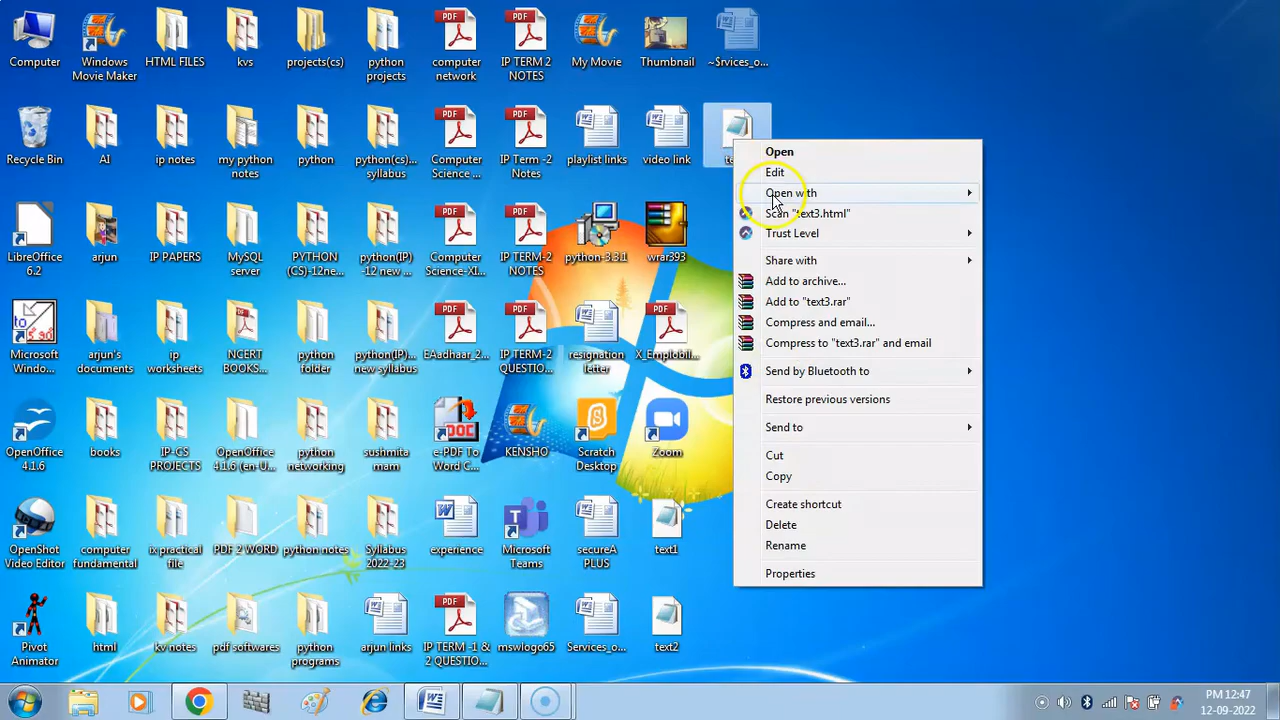 Computer
Windows
Movie Maker
HTML FILES
kvs
projects(cs)
python
projects
computer
network
IP TERM 2
NOTES
My Movie
Thumbnail
~$rvices_o...
Recycle Bin
AI
ip notes
my python
notes
python
python(cs)...
syllabus
Computer
Science ...
IP Term -2
Notes
playlist links
video link
LibreOffice
6.2
arjun
IP PAPERS
MySQL
server
PYTHON
(CS)-12ne...
python(IP)
-12 new ...
Computer
Science-XI...
IP TERM-2
NOTES
python-3.3.1
wrar393
Microsoft
Windo...
arjun's
documents
ip
worksheets
NCERT
BOOKS...
python
folder
python(IP)...
new syllabus
EAadhaar_2...
IP TERM-2
QUESTIO...
resignation
letter
X_Emplobil...
OpenOffice
4.1.6
books
IP-CS
PROJECTS
OpenOffice
4.1.6 (en-U...
python
networking
sushmita
mam
e-PDF To
Word C...
KENSHO
Scratch
Desktop
Zoom
OpenShot
Video Editor
computer
fundamental
ix practical
file
PDF 2 WORD
python notes
Syllabus
2022-23
experience
Microsoft
Teams
secureA
PLUS
text1
Pivot
Animator
html
kv notes
pdf softwares
python
programs
arjun links
IP TERM -1 &
2 QUESTIO...
mswlogo65
Services_o...
text2
Open
Edit
Open with
Scan "text3.html"
Trust Level
Share with
Add to archive...
Add to "text3.rar"
Compress and email...
Compress to "text3.rar" and email
Send by Bluetooth to
Restore previous versions
Send to
Cut
Copy
Create shortcut
Delete
Rename
Properties
PM 12:47
12-09-2022